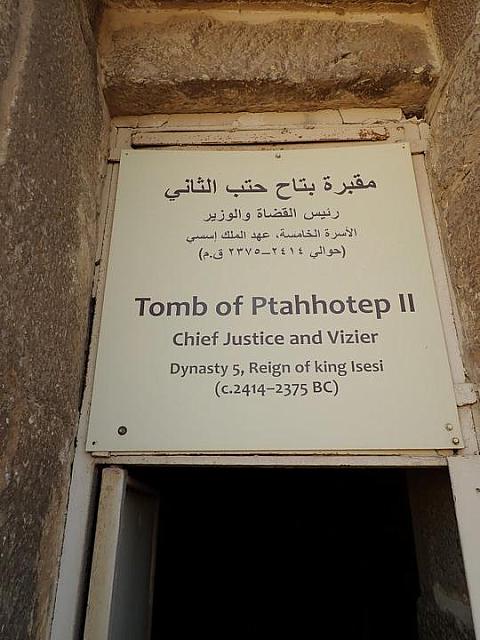 مقبرة بتاح حتب الثاني
رئيس القضاة والوزير
الأسرة الخامسة، عهد الملك إسسي
(حوالي ٢٤١٤–٢٣٧٥ ق.م)
Tomb of Ptahhotep II
Chief Justice and Vizier
Dynasty 5, Reign of king Isesi
(c.2414–2375 BC)